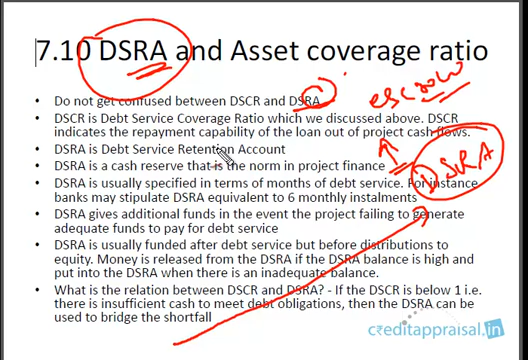 7.10 DSRA and Asset coverage ratio
escrow
• Do not get confused between DSCR and DSRA
• DSCR is Debt Service Coverage Ratio which we discussed above. DSCR
indicates the repayment capability of the loan out of project cash flows.
• DSRA is Debt Service Retention Account
• DSRA is a cash reserve that is the norm in project finance
DSRA
• DSRA is usually specified in terms of months of debt service. For instance
banks may stipulate DSRA equivalent to 6 monthly instalments
• DSRA gives additional funds in the event the project failing to generate
adequate funds to pay for debt service
• DSRA is usually funded after debt service but before distributions to
equity. Money is released from the DSRA if the DSRA balance is high and
put into the DSRA when there is an inadequate balance.
• What is the relation between DSCR and DSRA? - If the DSCR is below 1 i.e.
there is insufficient cash to meet debt obligations, then the DSRA can be
used to bridge the shortfall
creditappraisal.in